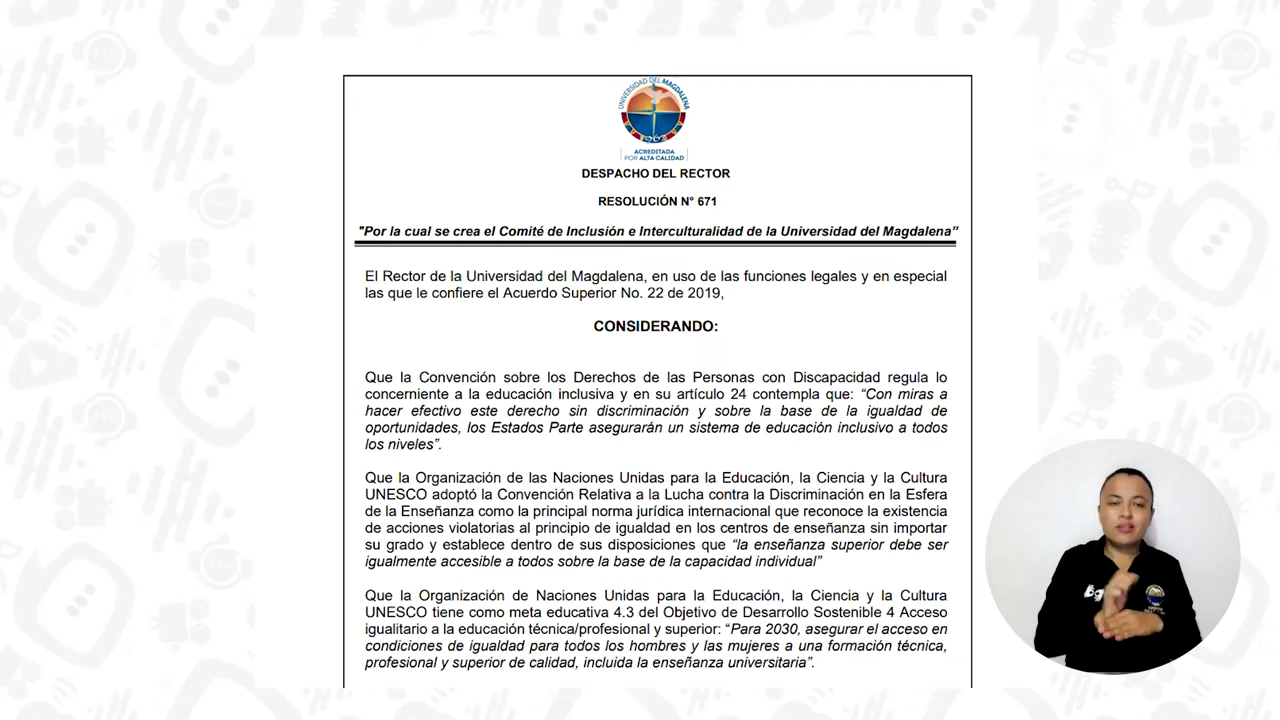 UNIVERSIDAD DEL MAGDALENA
1962
ACREDITADA
POR ALTA CALIDAD
DESPACHO DEL RECTOR
RESOLUCIÓN N° 671
"Por la cual se crea el Comité de Inclusión e Interculturalidad de la Universidad del Magdalena”
El Rector de la Universidad del Magdalena, en uso de las funciones legales y en especial
las que le confiere el Acuerdo Superior No. 22 de 2019,
CONSIDERANDO:
Que la Convención sobre los Derechos de las Personas con Discapacidad regula lo
concerniente a la educación inclusiva y en su artículo 24 contempla que: “Con miras a
hacer efectivo este derecho sin discriminación y sobre la base de la igualdad de
oportunidades, los Estados Parte asegurarán un sistema de educación inclusivo a todos
los niveles”.
Que la Organización de las Naciones Unidas para la Educación, la Ciencia y la Cultura
UNESCO adoptó la Convención Relativa a la Lucha contra la Discriminación en la Esfera
de la Enseñanza como la principal norma jurídica internacional que reconoce la existencia
de acciones violatorias al principio de igualdad en los centros de enseñanza sin importar
su grado y establece dentro de sus disposiciones que “la enseñanza superior debe ser
igualmente accesible a todos sobre la base de la capacidad individual”
Que la Organización de Naciones Unidas para la Educación, la Ciencia y la Cultura
UNESCO tiene como meta educativa 4.3 del Objetivo de Desarrollo Sostenible 4 Acceso
igualitario a la educación técnica/profesional y superior: “Para 2030, asegurar el acceso en
condiciones de igualdad para todos los hombres y las mujeres a una formación técnica,
profesional y superior de calidad, incluida la enseñanza universitaria”.